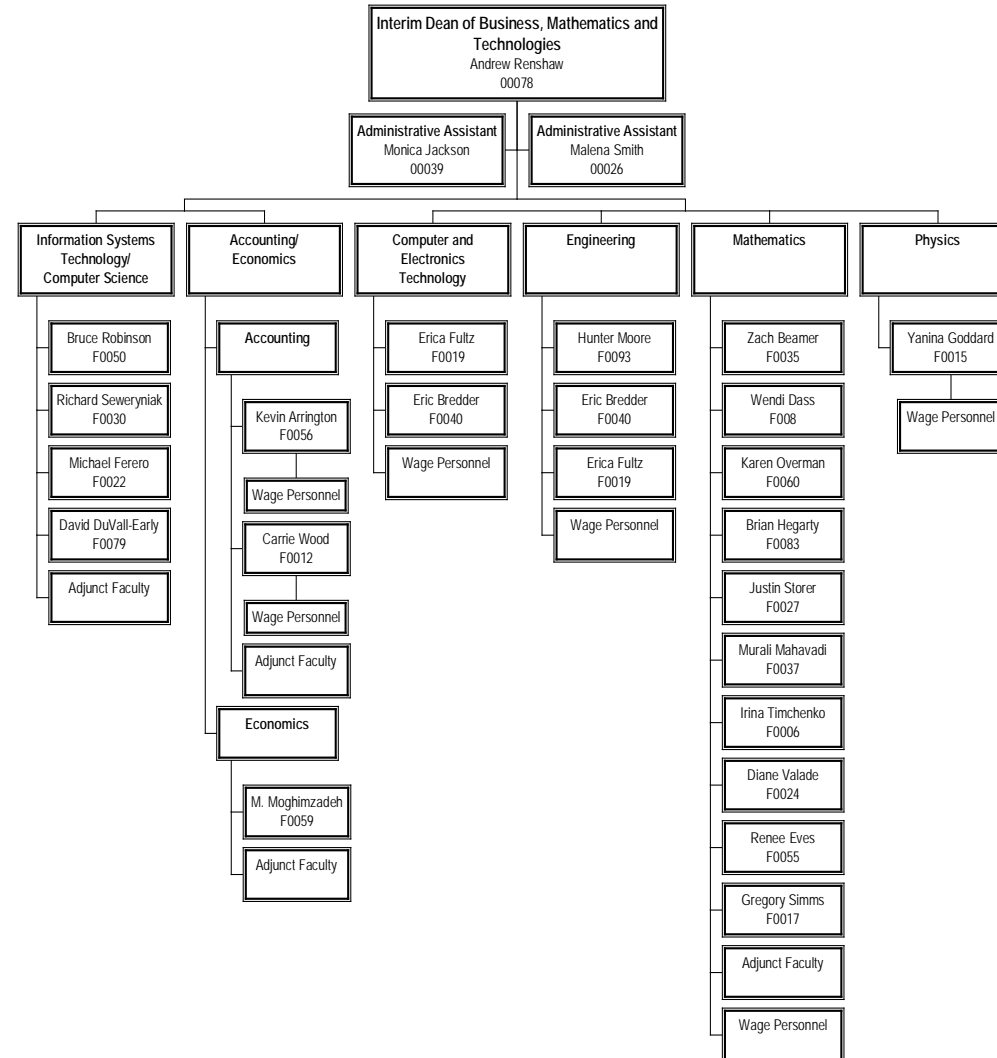 Interim Dean of Business, Mathematics and
Technologies
Andrew Renshaw
00078
Administrative Assistant
Monica Jackson
00039
Administrative Assistant
Malena Smith
00026
Information Systems
Technology/
Computer Science
Bruce Robinson
F0050
Richard Seweryniak
F0030
Michael Ferero
F0022
David DuVall-Early
F0079
Adjunct Faculty
Accounting/
Economics
Accounting
Kevin Arrington
F0056
Wage Personnel
Carrie Wood
F0012
Wage Personnel
Adjunct Faculty
Economics
M. Moghimzadeh
F0059
Adjunct Faculty
Computer and
Electronics
Technology
Erica Fultz
F0019
Eric Bredder
F0040
Wage Personnel
Engineering
Hunter Moore
F0093
Eric Bredder
F0040
Erica Fultz
F0019
Wage Personnel
Mathematics
Zach Beamer
F0035
Wendi Dass
F008
Karen Overman
F0060
Brian Hegarty
F0083
Justin Storer
F0027
Murali Mahavadi
F0037
Irina Timchenko
F0006
Diane Valade
F0024
Renee Eves
F0055
Gregory Simms
F0017
Adjunct Faculty
Wage Personnel
Physics
Yanina Goddard
F0015
Wage Personnel